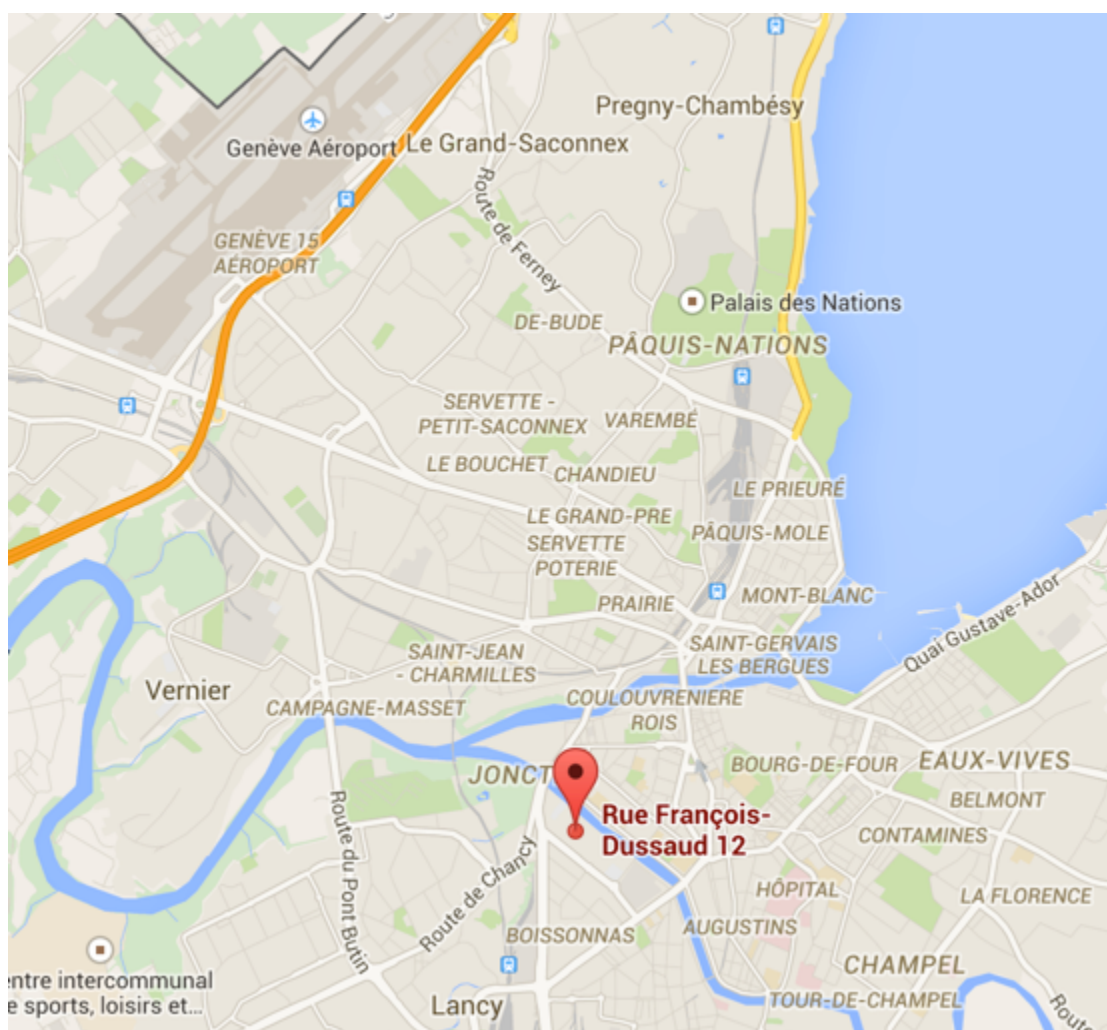 Pregny-Chambésy
Genève Aéroport
Le Grand-Saconnex
Route de Ferney
GENÈVE 15
AÉROPORT
Palais des Nations
DE-BUDE
PÂQUIS-NATIONS
SERVETTE -
PETIT-SACONNEX
VAREMBÉ
LE BOUCHET
CHANDIEU
LE PRIEURÉ
LE GRAND-PRE
SERVETTE
POTERIE
PÂQUIS-MOLE
PRAIRIE
MONT-BLANC
Quai Gustave-Ador
SAINT-JEAN
- CHARMILLES
SAINT-GERVAIS
LES BERGUES
Vernier
CAMPAGNE-MASSET
COULOUVRENIERE
ROIS
JONCT
BOURG-DE-FOUR
EAUX-VIVES
Rue François-
Dussaud 12
BELMONT
CONTAMINES
Route du Pont Butin
Route de Chancy
HÔPITAL
LA FLORENCE
BOISSONNAS
AUGUSTINS
CHAMPEL
entre intercommunal
e sports, loisirs et...
Lancy
TOUR-DE-CHAMPEL
Route